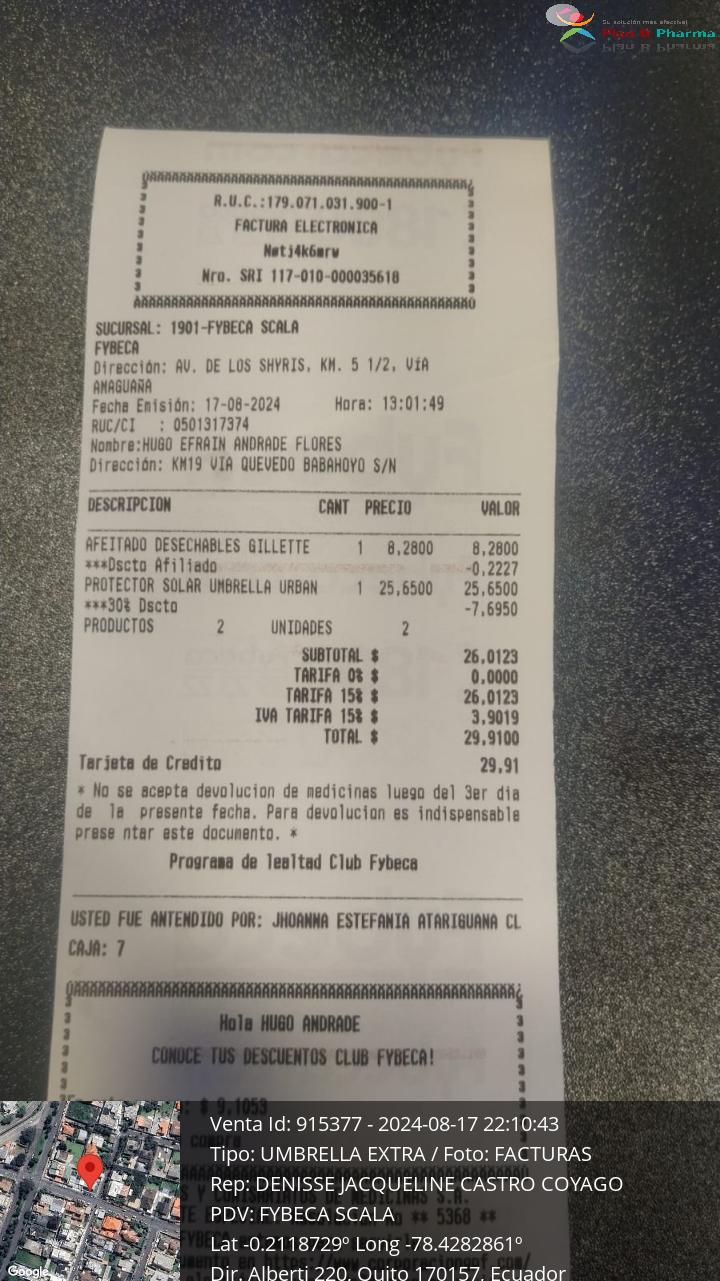 Su solución más efectiva!
Plan B Pharma
R.U.C.:179.071.031.900-1
FACTURA ELECTRONICA
Nmtj4k6mrw
Nro. SRI 117-010-000035618
SUCURSAL: 1901-FYBECA SCALA
FYBECA
Dirección: AV. DE LOS SHYRIS, KM. 5 1/2, VíA
AMAGUAÑA
Fecha Emisión: 17-08-2024 Hora: 13:01:49
RUC/CI : 0501317374
Nombre:HUGO EFRAIN ANDRADE FLORES
Dirección: KM19 VIA QUEVEDO BABAHOYO S/N
DESCRIPCION CANT PRECIO VALOR
AFEITADO DESECHABLES GILLETTE 1 8,2800 8,2800
***Dscto Afiliado -0,2227
PROTECTOR SOLAR UMBRELLA URBAN 1 25,6500 25,6500
***30% Dscto -7,6950
PRODUCTOS 2 UNIDADES 2
SUBTOTAL $ 26,0123
TARIFA 0% $ 0,0000
TARIFA 15% $ 26,0123
IVA TARIFA 15% $ 3,9019
TOTAL $ 29,9100
Tarjeta de Credito 29,91
* No se acepta devolucion de medicinas luego del 3er dia
de la presente fecha. Para devolucion es indispensable
prese ntar este documento. *
Programa de lealtad Club Fybeca
USTED FUE ANTENDIDO POR: JHOANNA ESTEFANIA ATARIGUANA CL
CAJA: 7
Hola HUGO ANDRADE
CONOCE TUS DESCUENTOS CLUB FYBECA!
: $ 9,1053
compra
Venta Id: 915377 - 2024-08-17 22:10:43
Tipo: UMBRELLA EXTRA / Foto: FACTURAS
Rep: DENISSE JACQUELINE CASTRO COYAGO
PDV: FYBECA SCALA
** 5368 **
Lat -0.2118729º Long -78.4282861º
Dir. Alberti 220, Quito 170157, Ecuador
Google